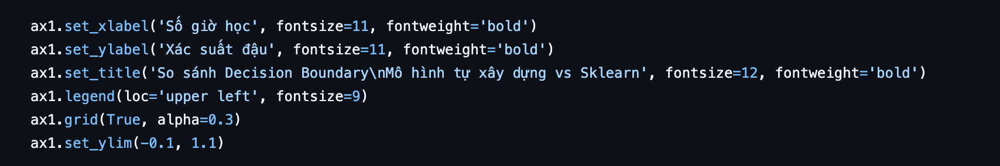 ax1.set_xlabel('Số giờ học', fontsize=11, fontweight='bold')
ax1.set_ylabel('Xác suất đậu', fontsize=11, fontweight='bold')
ax1.set_title('So sánh Decision Boundary\nMô hình tự xây dựng vs Sklearn', fontsize=12, fontweight='bold')
ax1.legend(loc='upper left', fontsize=9)
ax1.grid(True, alpha=0.3)
ax1.set_ylim(-0.1, 1.1)